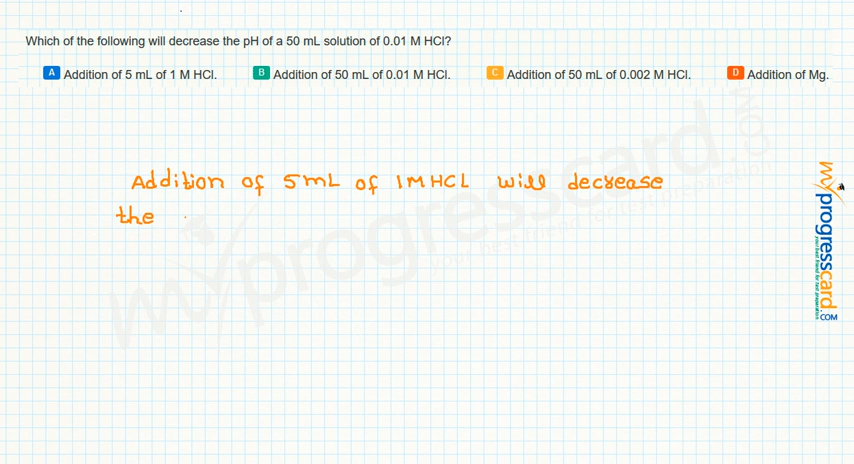 Which of the following will decrease the pH of a 50 mL solution of 0.01 M HCl?
A Addition of 5 mL of 1 M HCl. B Addition of 50 mL of 0.01 M HCl. C Addition of 50 mL of 0.002 M HCl. D Addition of Mg.
Addition of 5mL of 1M HCL will decrease
the
myprogresscard
.COM
myprogresscard